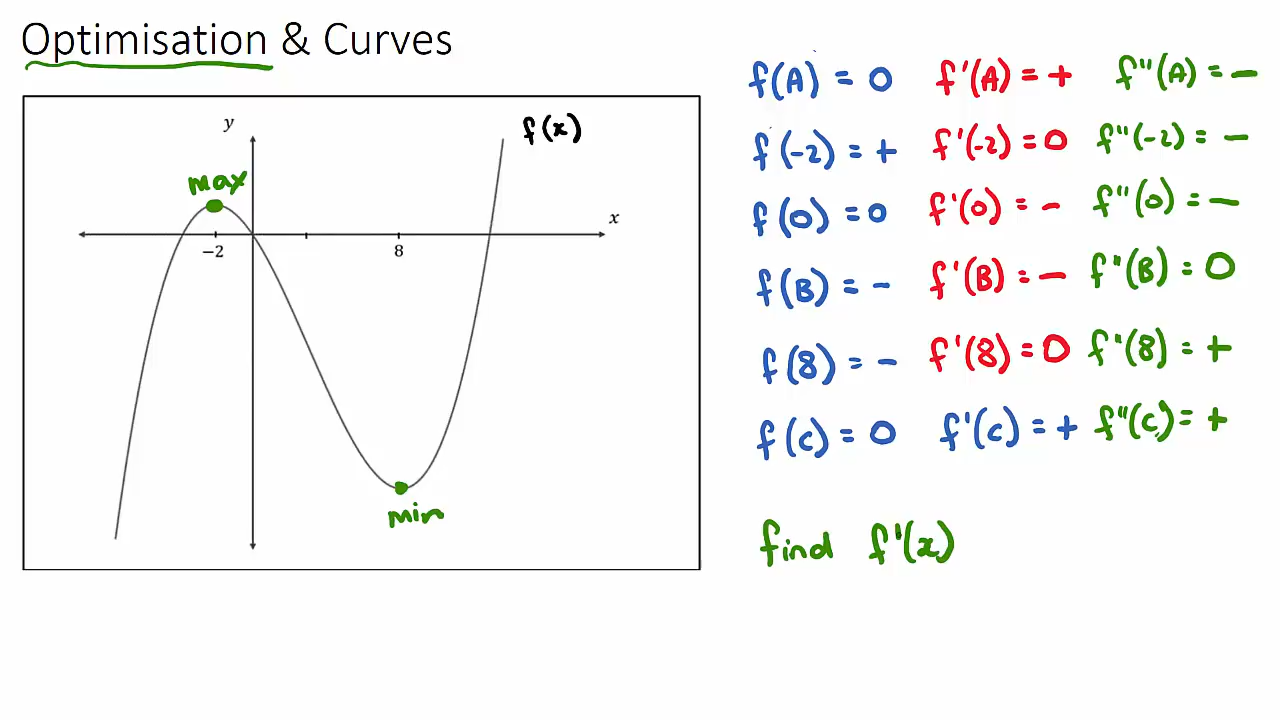 Optimisation & Curves
y
f(x)
max
x
−2
8
min
f(A) = 0 f'(A) = + f''(A) = −
f(-2) = + f'(-2) = 0 f''(-2) = −
f(0) = 0 f'(0) = − f''(0) = −
f(B) = − f'(B) = − f''(B) = 0
f(8) = − f'(8) = 0 f''(8) = +
f(c) = 0 f'(c) = + f''(c) = +
find f'(x)